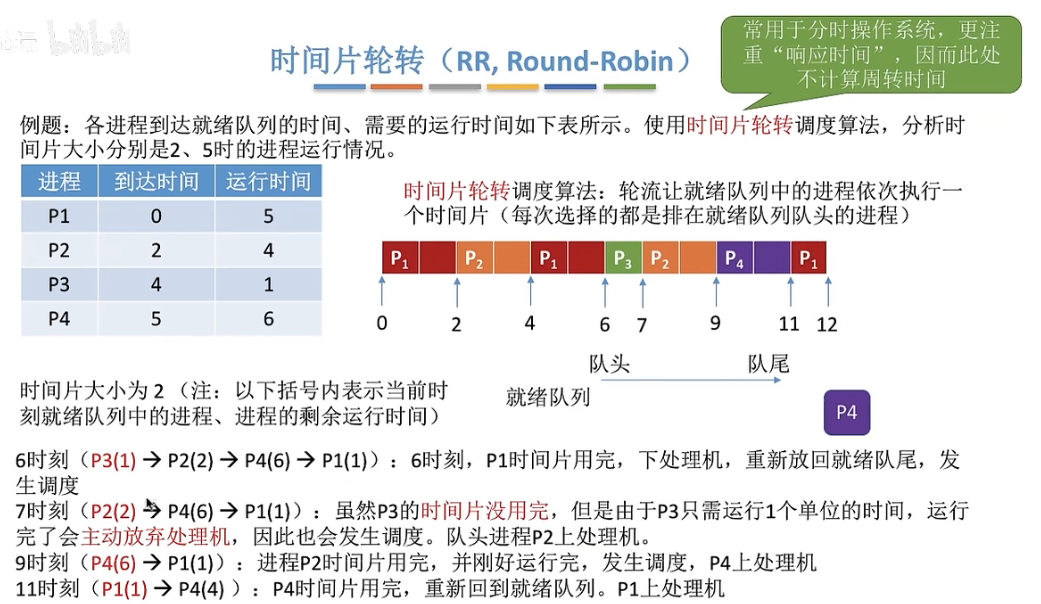 bilibili
时间片轮转（RR, Round-Robin）
常用于分时操作系统，更注
重“响应时间”，因而此处
不计算周转时间
例题：各进程到达就绪队列的时间、需要的运行时间如下表所示。使用时间片轮转调度算法，分析时
间片大小分别是2、5时的进程运行情况。
进程 到达时间 运行时间
P1 0 5
P2 2 4
P3 4 1
P4 5 6
时间片轮转调度算法：轮流让就绪队列中的进程依次执行一
个时间片（每次选择的都是排在就绪队列队头的进程）
P₁ P₂ P₁ P₃ P₂ P₄ P₁
0 2 4 6 7 9 11 12
队头 队尾
就绪队列
P4
时间片大小为 2 （注：以下括号内表示当前时
刻就绪队列中的进程、进程的剩余运行时间）
6时刻（P3(1) → P2(2) → P4(6) → P1(1)）：6时刻，P1时间片用完，下处理机，重新放回就绪队尾，发
生调度
7时刻（P2(2) → P4(6) → P1(1)）：虽然P3的时间片没用完，但是由于P3只需运行1个单位的时间，运行
完了会主动放弃处理机，因此也会发生调度。队头进程P2上处理机。
9时刻（P4(6) → P1(1)）：进程P2时间片用完，并刚好运行完，发生调度，P4上处理机
11时刻（P1(1) → P4(4) ）：P4时间片用完，重新回到就绪队列。P1上处理机